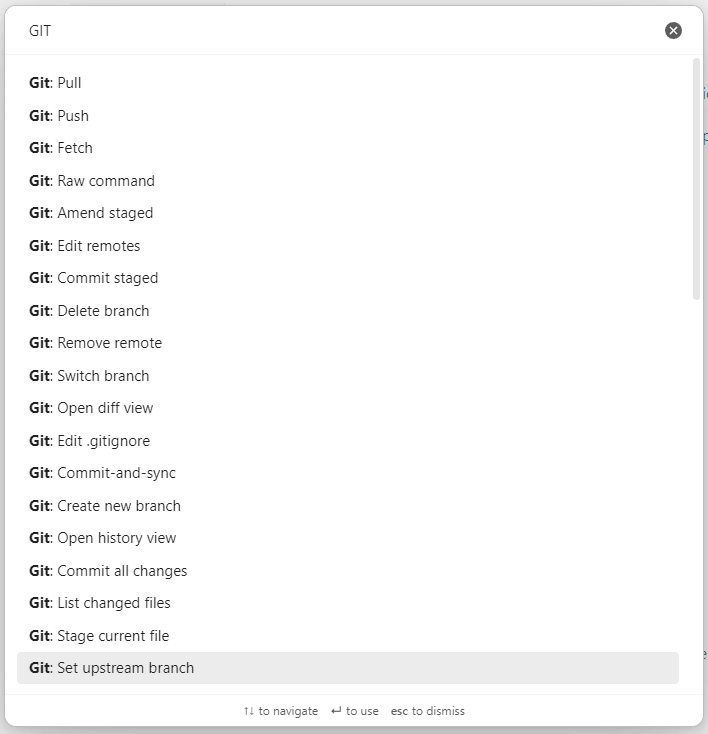 GIT
Git: Pull
Git: Push
Git: Fetch
Git: Raw command
Git: Amend staged
Git: Edit remotes
Git: Commit staged
Git: Delete branch
Git: Remove remote
Git: Switch branch
Git: Open diff view
Git: Edit .gitignore
Git: Commit-and-sync
Git: Create new branch
Git: Open history view
Git: Commit all changes
Git: List changed files
Git: Stage current file
Git: Set upstream branch
↑↓ to navigate ↵ to use esc to dismiss